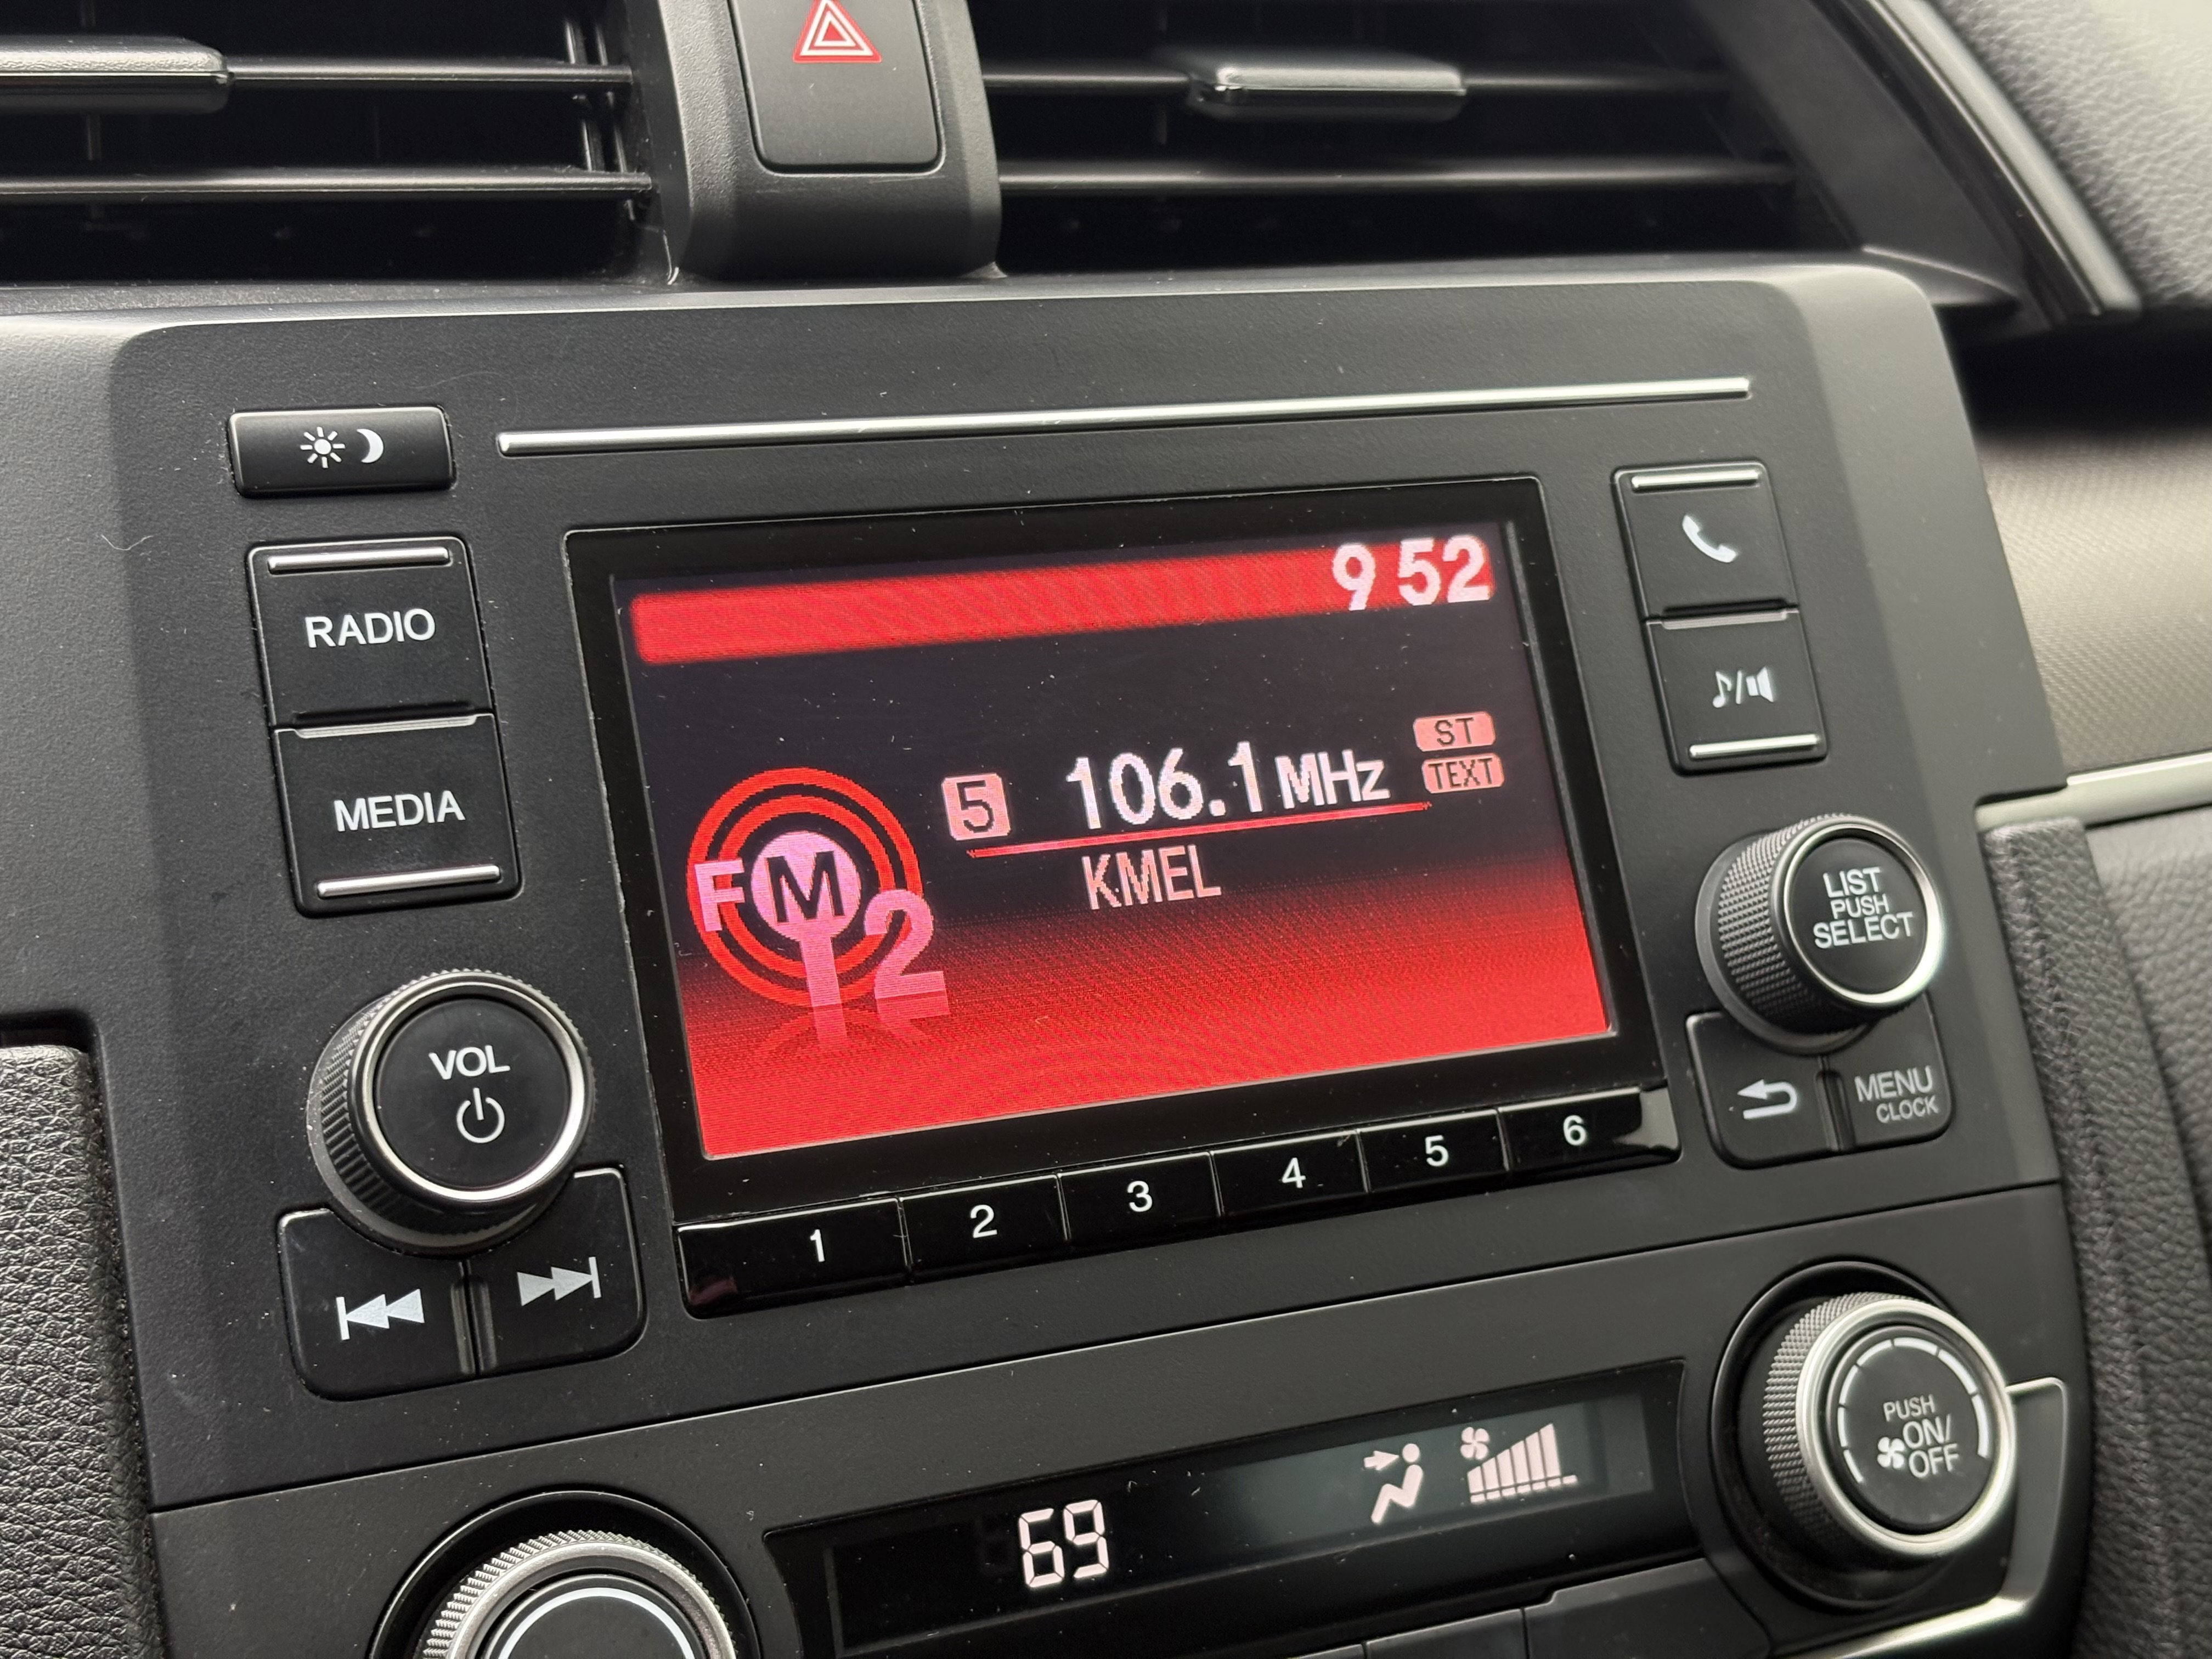 9 52
RADIO
MEDIA
5 106.1 MHz
ST
TEXT
KMEL
FM 2
VOL
LIST
PUSH
SELECT
MENU
CLOCK
1 2 3 4 5 6
69
PUSH
ON/
OFF